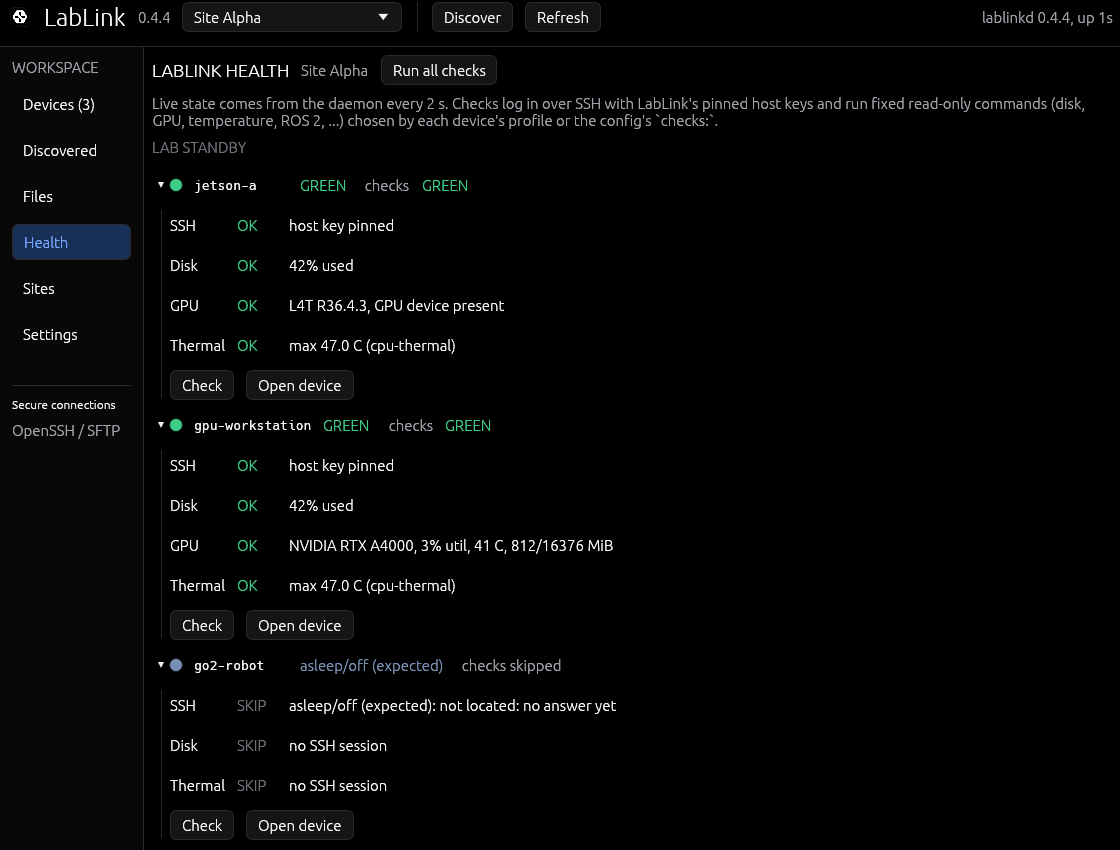 LabLink 0.4.4 Site Alpha Discover Refresh lablinkd 0.4.4, up 1s
WORKSPACE
Devices (3)
Discovered
Files
Health
Sites
Settings
Secure connections
OpenSSH / SFTP
LABLINK HEALTH Site Alpha Run all checks
Live state comes from the daemon every 2 s. Checks log in over SSH with LabLink's pinned host keys and run fixed read-only commands (disk,
GPU, temperature, ROS 2, ...) chosen by each device's profile or the config's `checks:`.
LAB STANDBY
jetson-a GREEN checks GREEN
SSH OK host key pinned
Disk OK 42% used
GPU OK L4T R36.4.3, GPU device present
Thermal OK max 47.0 C (cpu-thermal)
Check Open device
gpu-workstation GREEN checks GREEN
SSH OK host key pinned
Disk OK 42% used
GPU OK NVIDIA RTX A4000, 3% util, 41 C, 812/16376 MiB
Thermal OK max 47.0 C (cpu-thermal)
Check Open device
go2-robot asleep/off (expected) checks skipped
SSH SKIP asleep/off (expected): not located: no answer yet
Disk SKIP no SSH session
Thermal SKIP no SSH session
Check Open device